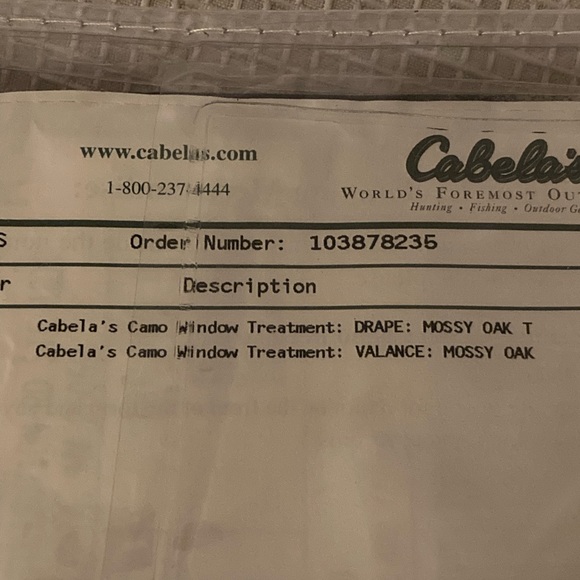 www.cabelas.com
1-800-237-4444
Cabela's
WORLD'S FOREMOST
Hunting • Fishing • Outdoor
Order Number: 103878235
Description
Cabela's Camo Window Treatment: DRAPE: MOSSY OAK T
Cabela's Camo Window Treatment: VALANCE: MOSSY OAK